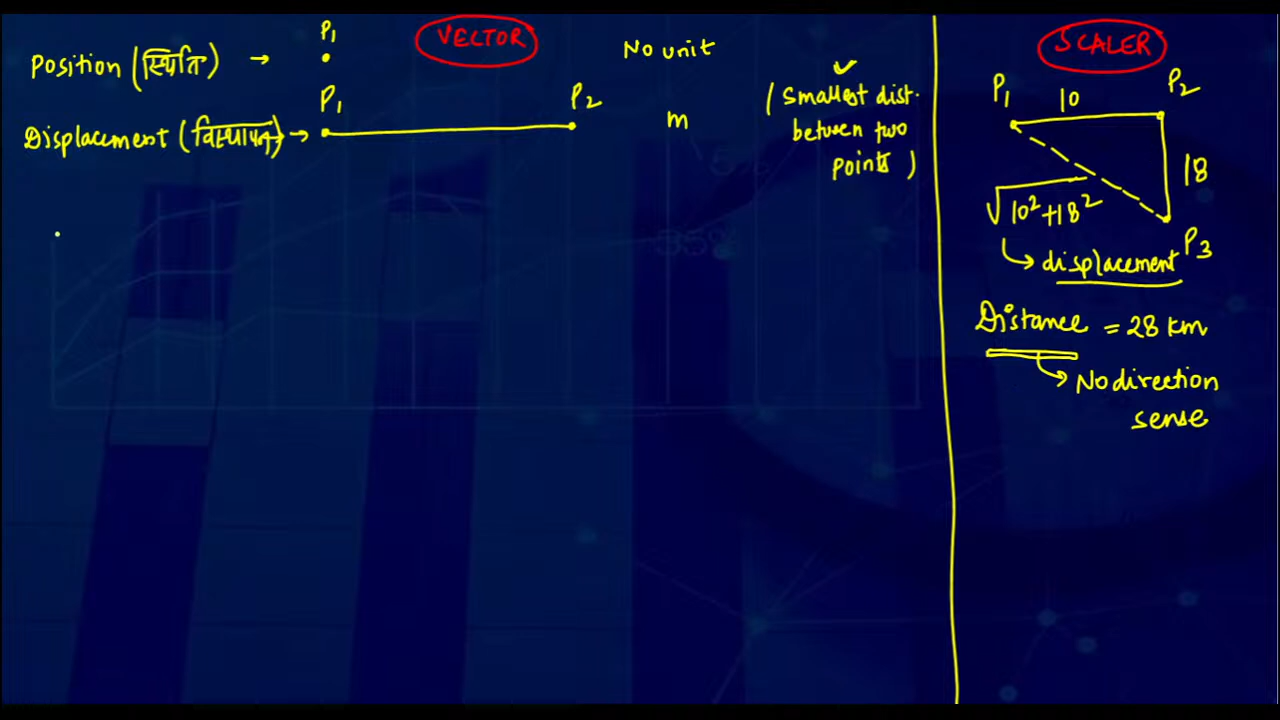 P1
VECTOR
No unit
Position (स्थिति) →
P1
P2
Displacement (विस्थापन) →
m
(Smallest dist.
between two
points)
SCALER
P1
10
P2
18
√10²+18²
P3
displacement
Distance = 28 km
No direction
sense